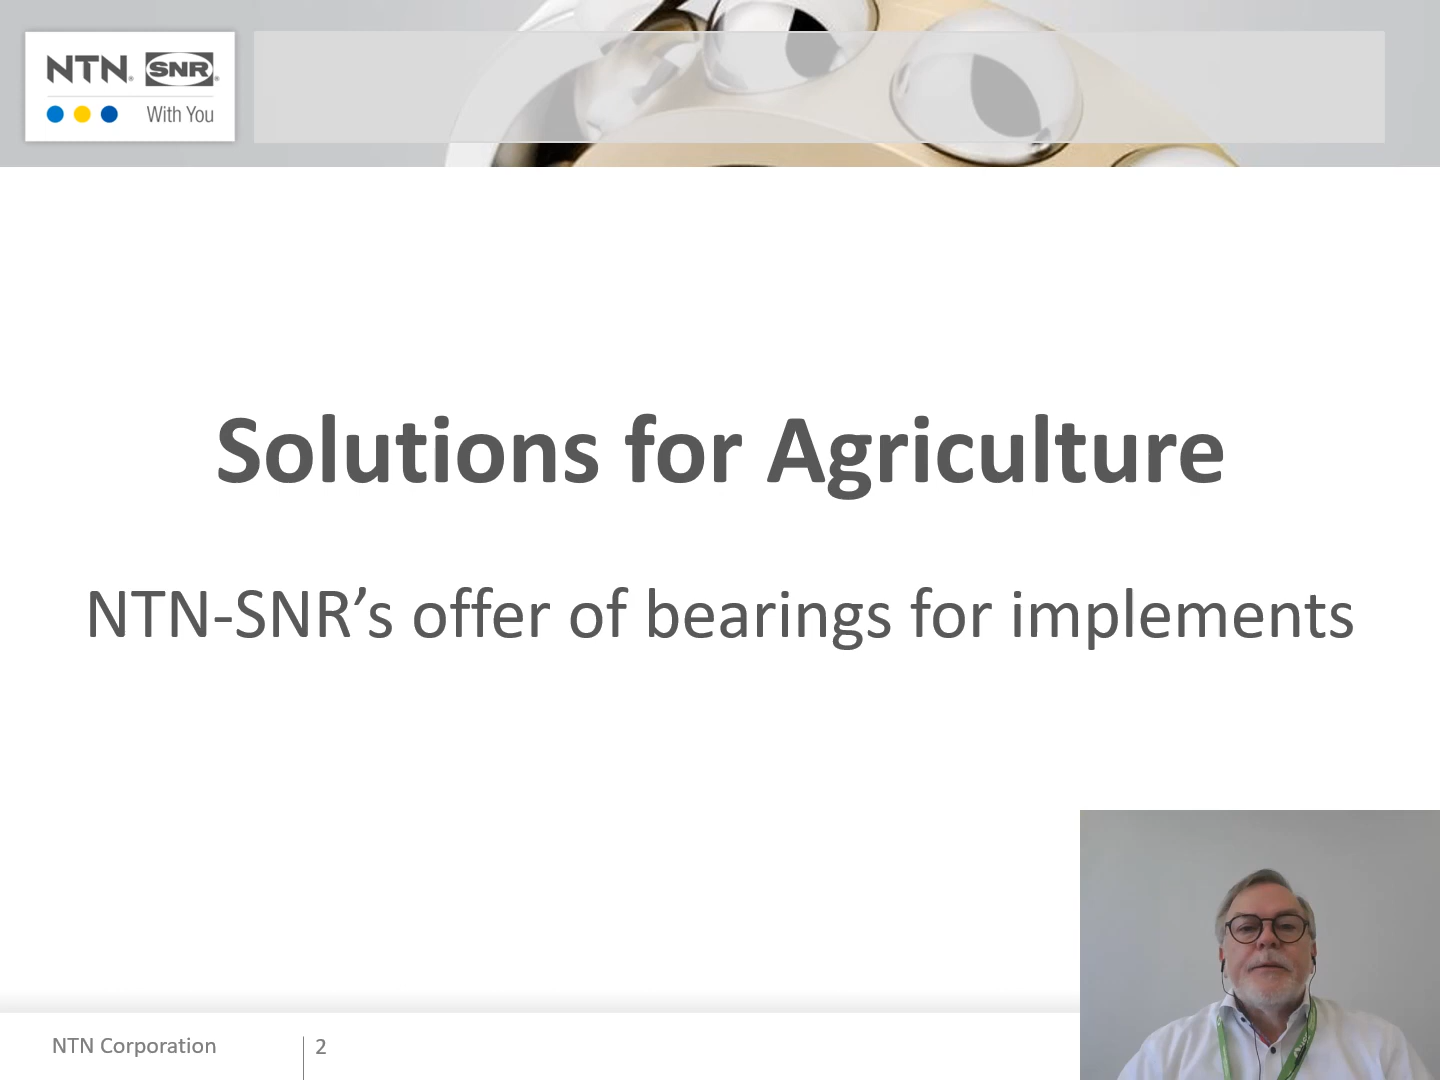 NTN® SNR®
With You
Solutions for Agriculture
NTN-SNR’s offer of bearings for implements
NTN Corporation
2